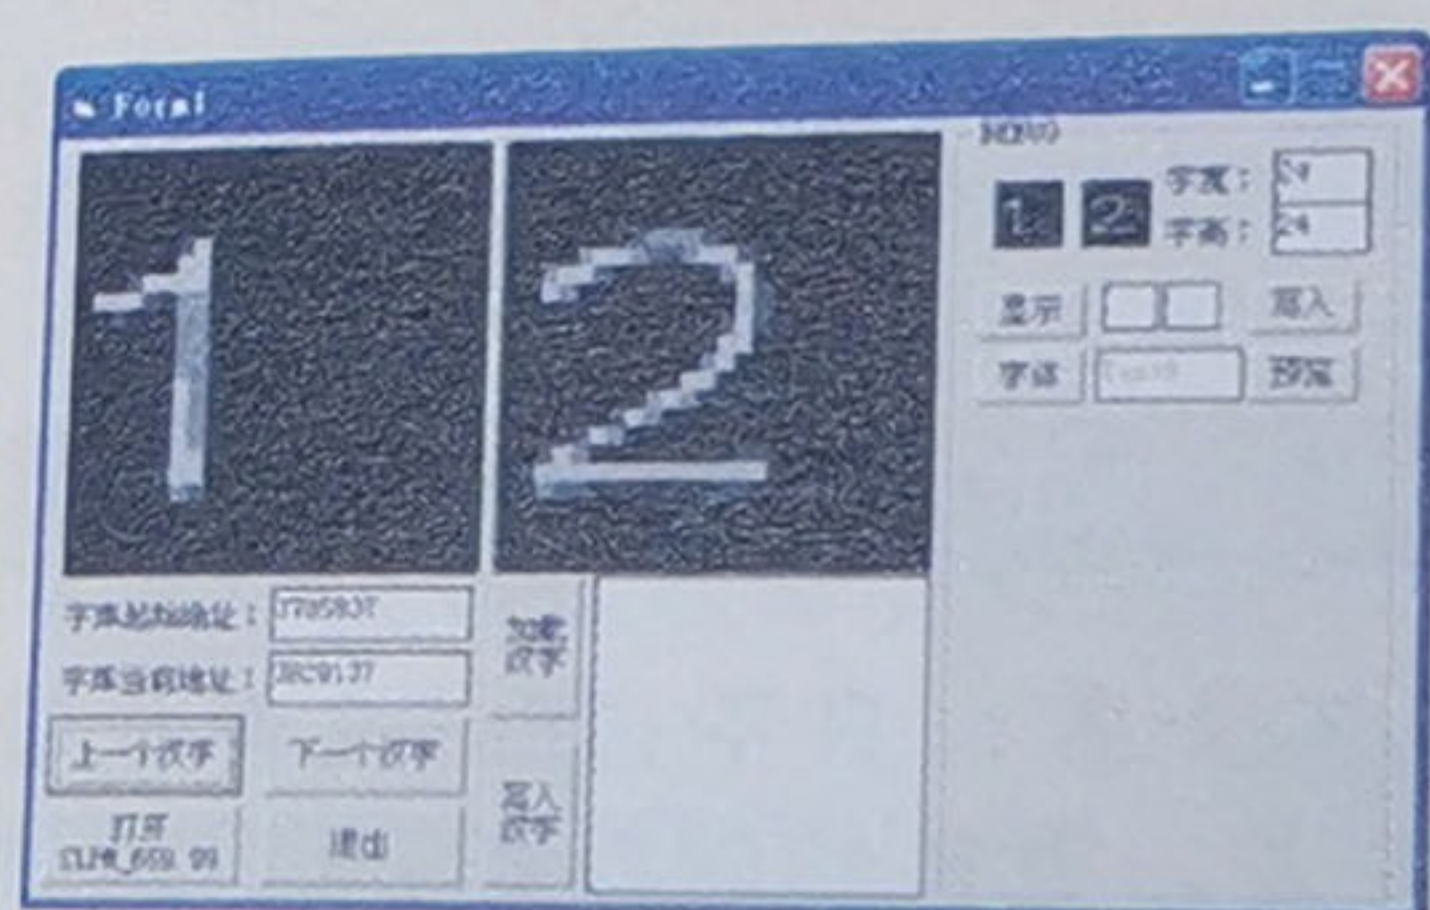 Form1
1
2
1
2
字宽：
24
字高：
24
显示
写入
字体
预览
字库起始地址：
字库当前地址：
加载
汉字
上一个汉字
下一个汉字
写入
汉字
打开
退出